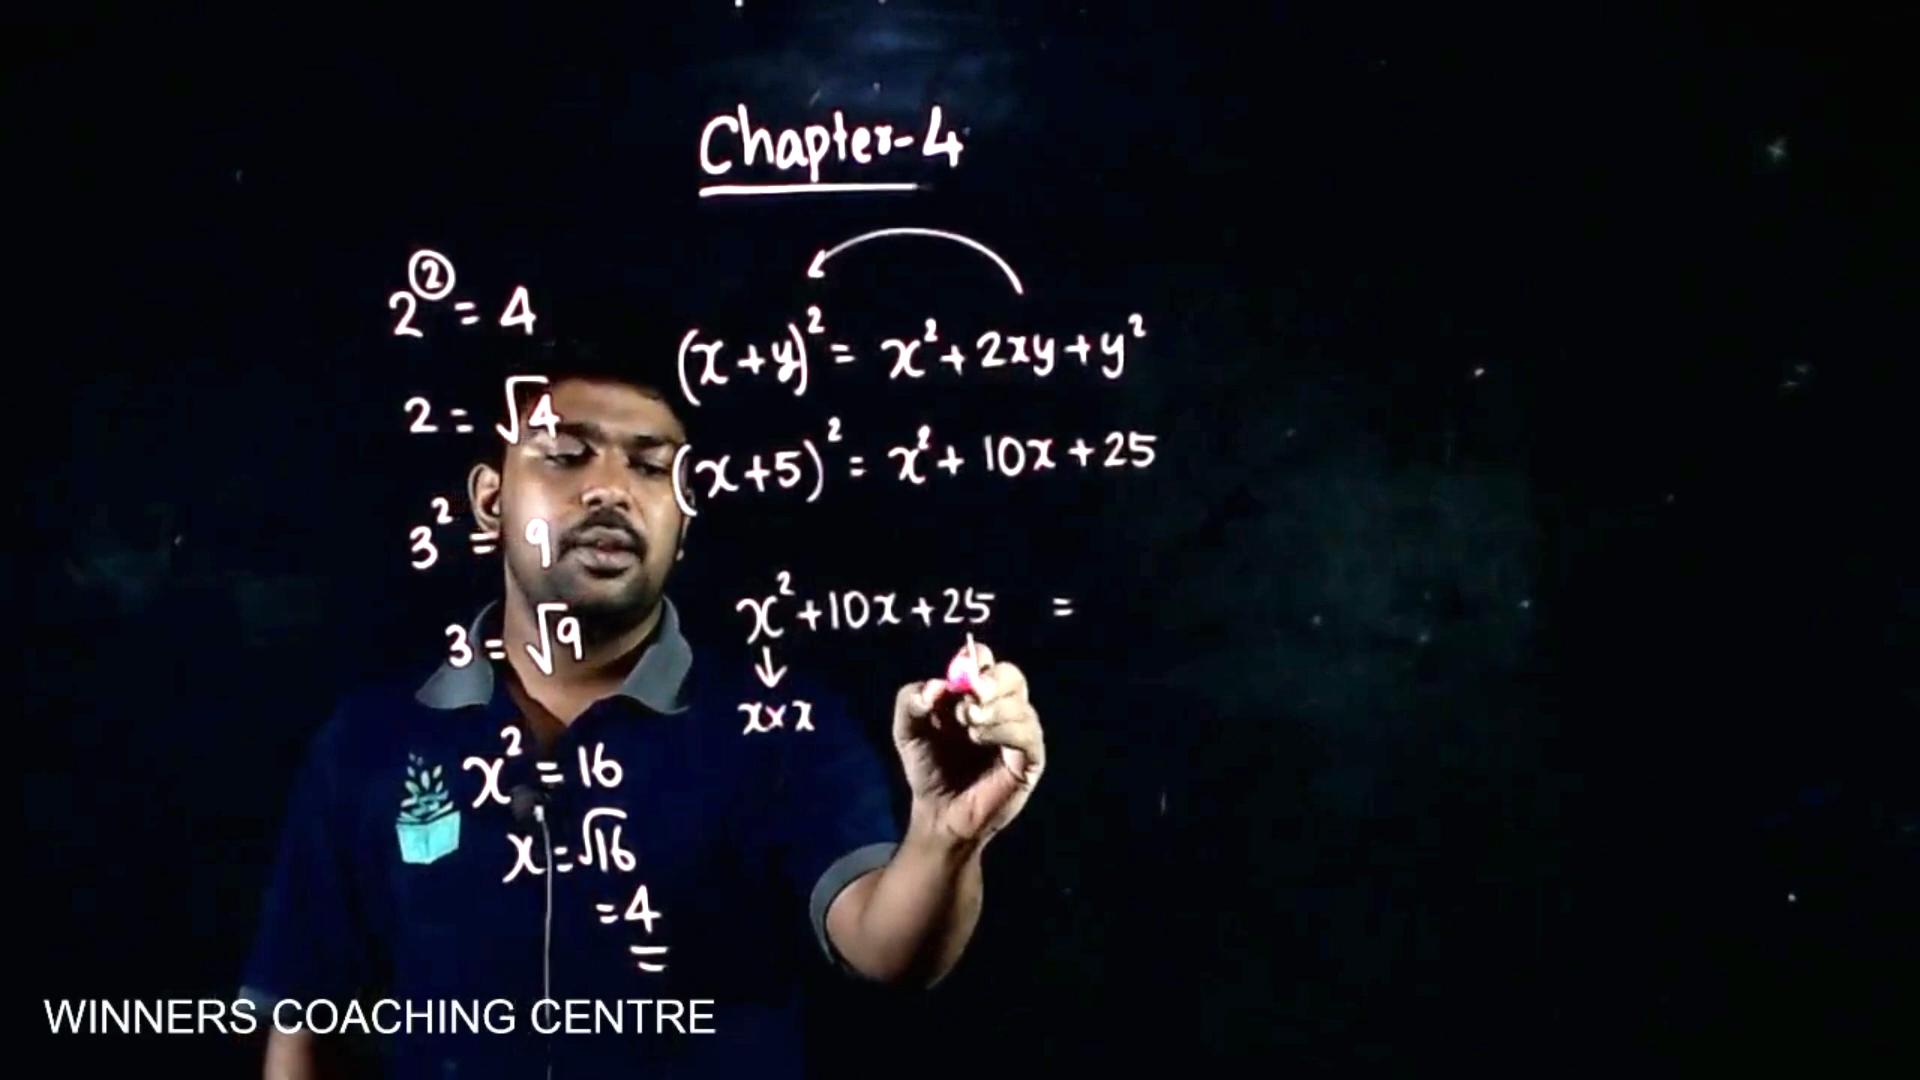 Chapter-4
2² = 4
2 = √4
3² = 9
3 = √9
x² = 16
x = √16
= 4
(x+y)² = x² + 2xy + y²
(x+5)² = x² + 10x + 25
x² + 10x + 25 =
↓
x×x
WINNERS COACHING CENTRE